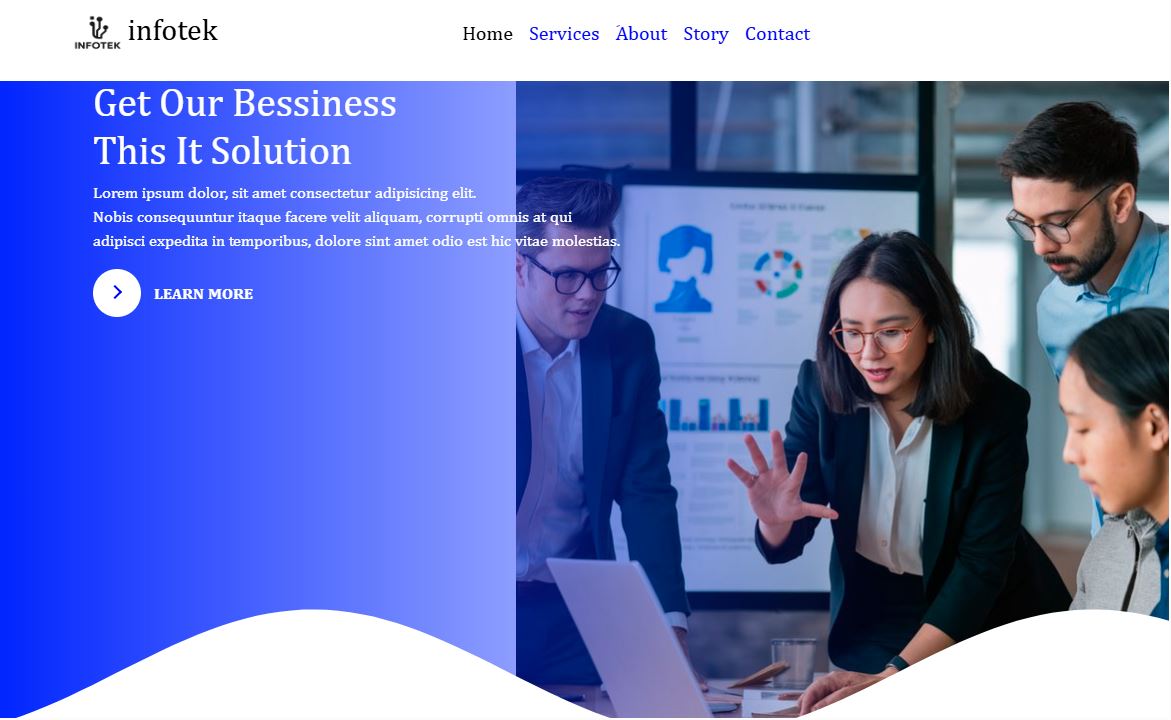 INFOTEK infotek
Home Services About Story Contact
Get Our Bessiness
This It Solution
Lorem ipsum dolor, sit amet consectetur adipisicing elit.
Nobis consequuntur itaque facere velit aliquam, corrupti omnis at qui
adipisci expedita in temporibus, dolore sint amet odio est hic vitae molestias.
LEARN MORE